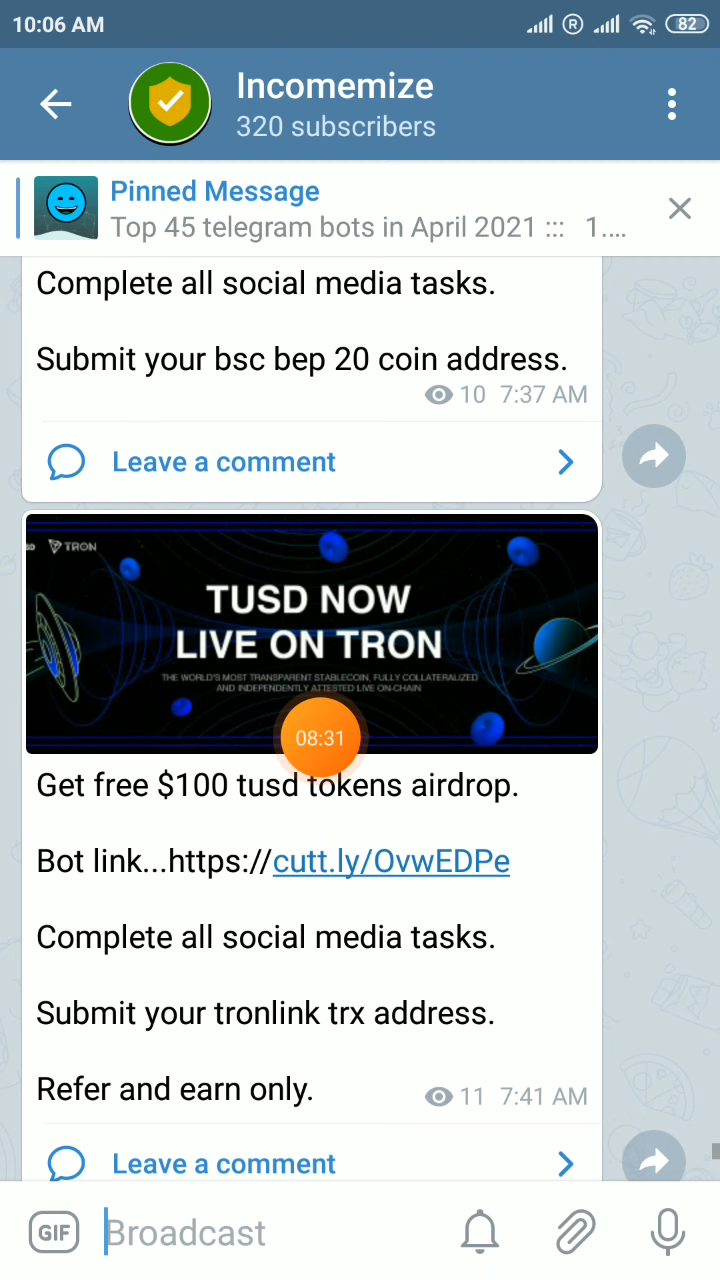 10:06 AM
R
82
Incomemize
320 subscribers
Pinned Message
Top 45 telegram bots in April 2021 ::: 1....
Complete all social media tasks.
Submit your bsc bep 20 coin address.
10 7:37 AM
Leave a comment
TRON
TUSD NOW
LIVE ON TRON
THE WORLD'S MOST TRANSPARENT STABLECOIN, FULLY COLLATERALIZED
AND INDEPENDENTLY ATTESTED LIVE ON-CHAIN
08:31
Get free $100 tusd tokens airdrop.
Bot link...https://cutt.ly/OvwEDPe
Complete all social media tasks.
Submit your tronlink trx address.
Refer and earn only.
11 7:41 AM
Leave a comment
GIF
Broadcast